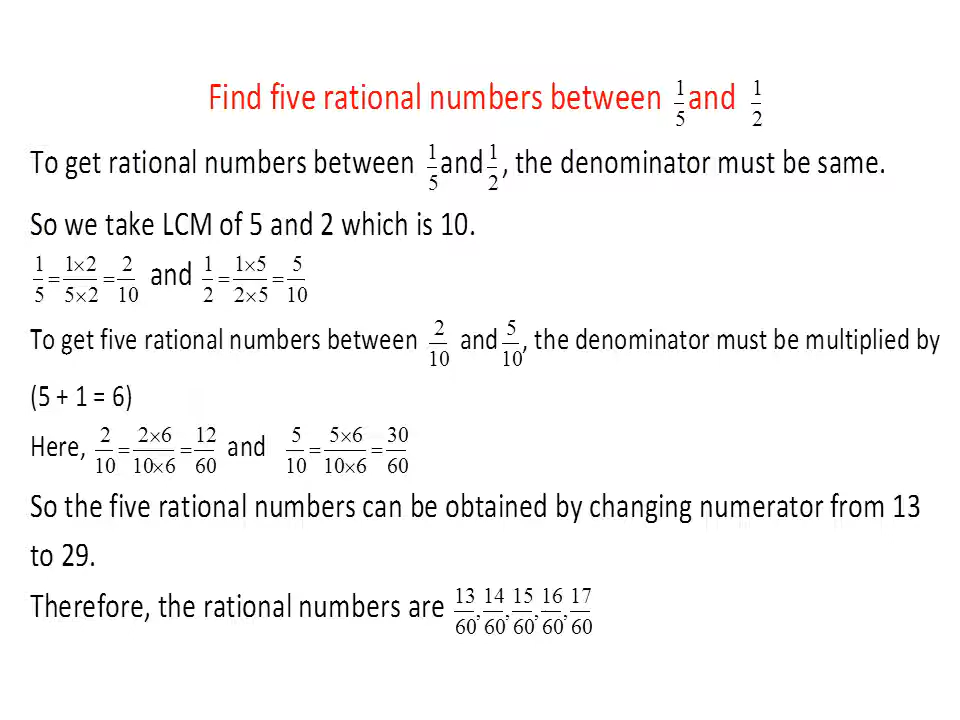 Find five rational numbers between 1/5 and 1/2
To get rational numbers between 1/5 and 1/2, the denominator must be same.
So we take LCM of 5 and 2 which is 10.
1/5 = 1×2/5×2 = 2/10 and 1/2 = 1×5/2×5 = 5/10
To get five rational numbers between 2/10 and 5/10, the denominator must be multiplied by
(5 + 1 = 6)
Here, 2/10 = 2×6/10×6 = 12/60 and 5/10 = 5×6/10×6 = 30/60
So the five rational numbers can be obtained by changing numerator from 13
to 29.
Therefore, the rational numbers are 13/60, 14/60, 15/60, 16/60, 17/60